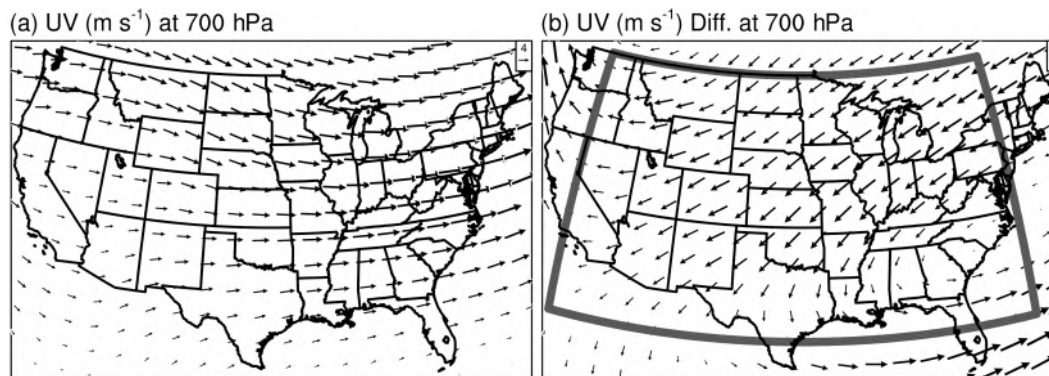 (a) UV (m s⁻¹) at 700 hPa
4
(b) UV (m s⁻¹) Diff. at 700 hPa